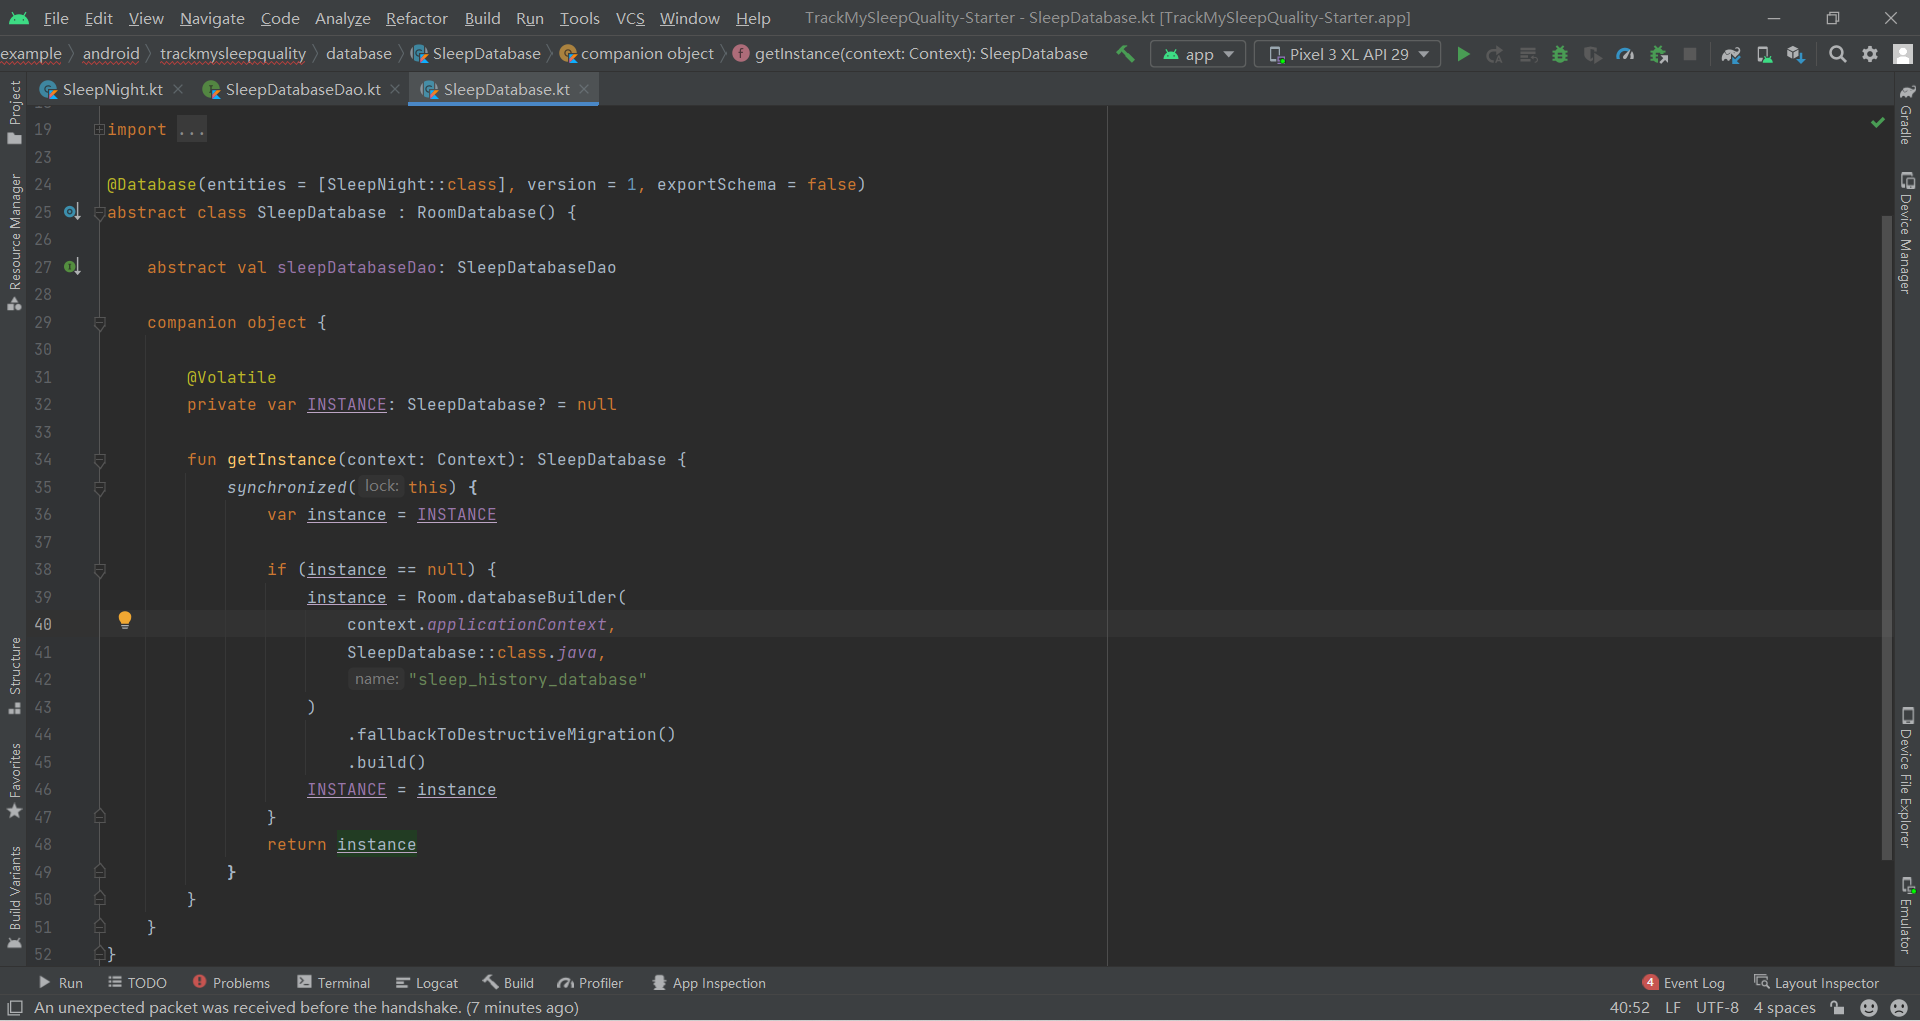 File Edit View Navigate Code Analyze Refactor Build Run Tools VCS Window Help TrackMySleepQuality-Starter - SleepDatabase.kt [TrackMySleepQuality-Starter.app]
example android trackmysleepquality database SleepDatabase companion object getInstance(context: Context): SleepDatabase app Pixel 3 XL API 29
SleepNight.kt SleepDatabaseDao.kt SleepDatabase.kt
Project
Resource Manager
Structure
Favorites
Build Variants
19 import ...
23
24 @Database(entities = [SleepNight::class], version = 1, exportSchema = false)
25 abstract class SleepDatabase : RoomDatabase() {
26
27 abstract val sleepDatabaseDao: SleepDatabaseDao
28
29 companion object {
30
31 @Volatile
32 private var INSTANCE: SleepDatabase? = null
33
34 fun getInstance(context: Context): SleepDatabase {
35 synchronized( lock: this) {
36 var instance = INSTANCE
37
38 if (instance == null) {
39 instance = Room.databaseBuilder(
40 context.applicationContext,
41 SleepDatabase::class.java,
42 name: "sleep_history_database"
43 )
44 .fallbackToDestructiveMigration()
45 .build()
46 INSTANCE = instance
47 }
48 return instance
49 }
50 }
51 }
52 }
Gradle
Device Manager
Device File Explorer
Emulator
Run TODO Problems Terminal Logcat Build Profiler App Inspection 4 Event Log Layout Inspector
An unexpected packet was received before the handshake. (7 minutes ago) 40:52 LF UTF-8 4 spaces